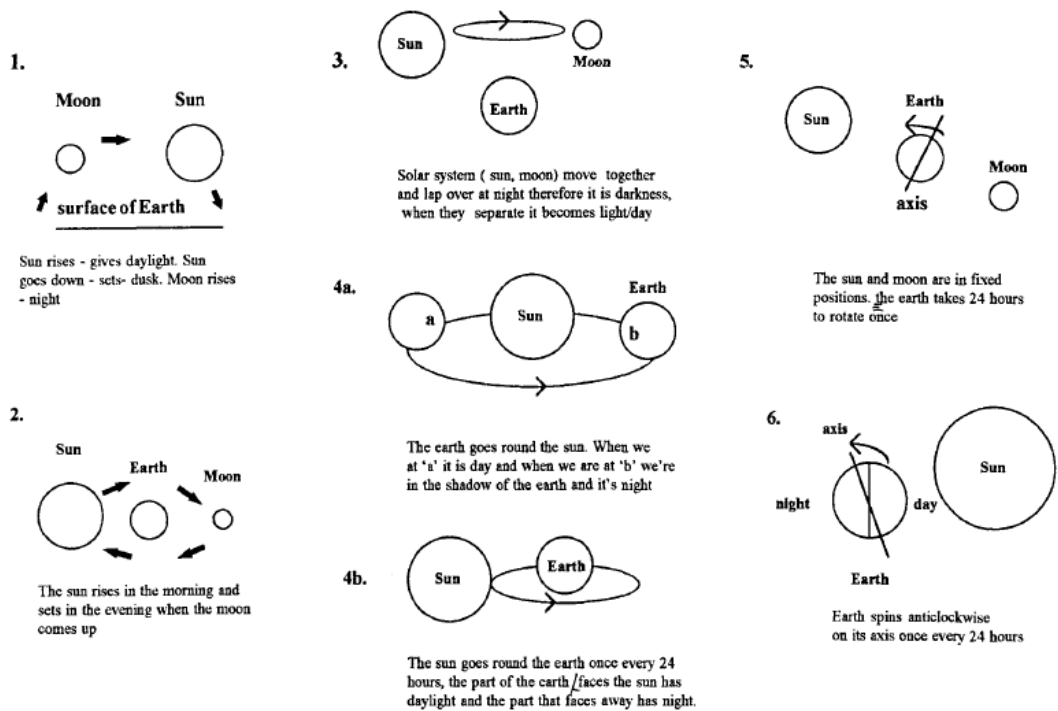 1.
Moon
Sun
surface of Earth
Sun rises - gives daylight. Sun
goes down - sets- dusk. Moon rises
- night
2.
Sun
Earth
Moon
The sun rises in the morning and
sets in the evening when the moon
comes up
3.
Sun
Moon
Earth
Solar system ( sun, moon) move together
and lap over at night therefore it is darkness,
when they separate it becomes light/day
4a.
Earth
a
Sun
b
The earth goes round the sun. When we
at 'a' it is day and when we are at 'b' we're
in the shadow of the earth and it's night
4b.
Sun
Earth
The sun goes round the earth once every 24
hours, the part of the earth / faces the sun has
daylight and the part that faces away has night.
5.
Sun
Earth
axis
Moon
The sun and moon are in fixed
positions. the earth takes 24 hours
to rotate once
6.
axis
Sun
night
day
Earth
Earth spins anticlockwise
on its axis once every 24 hours